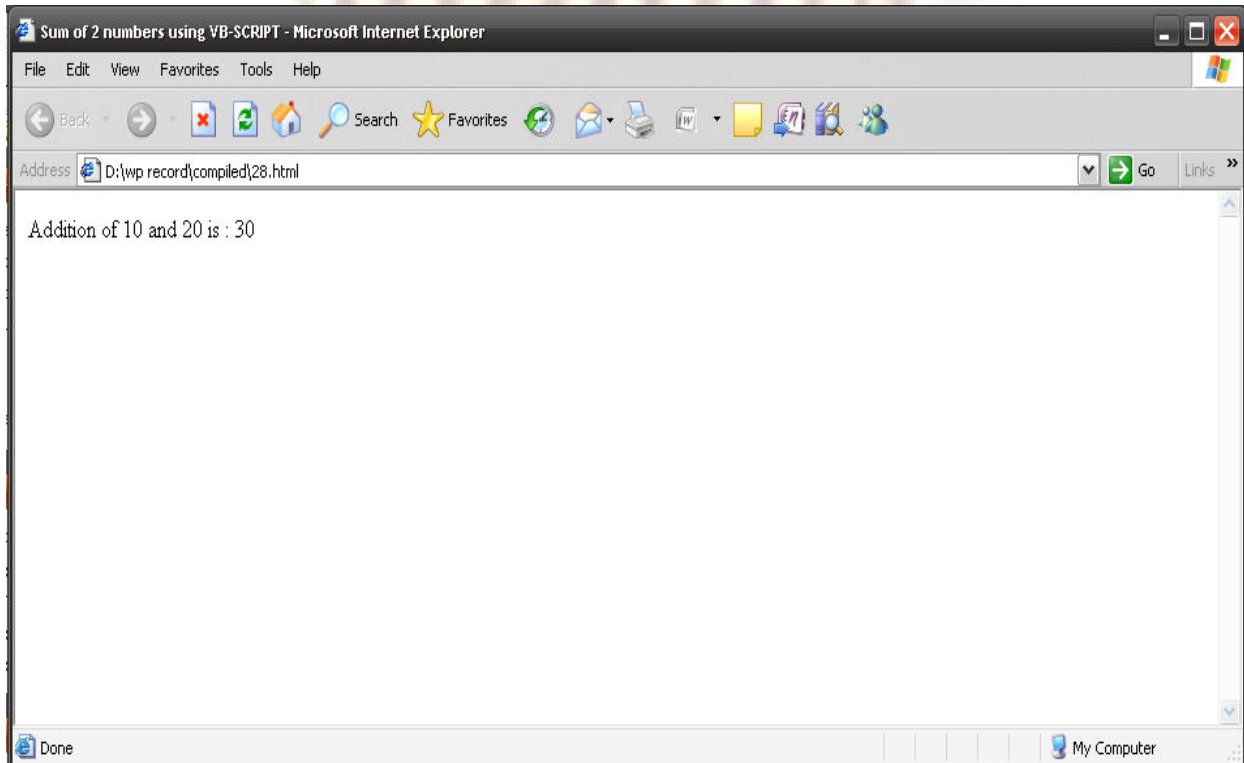 Sum of 2 numbers using VB-SCRIPT - Microsoft Internet Explorer
File Edit View Favorites Tools Help
Back Search Favorites
Address D:\wp record\compiled\28.html Go Links »
Addition of 10 and 20 is : 30
Done My Computer